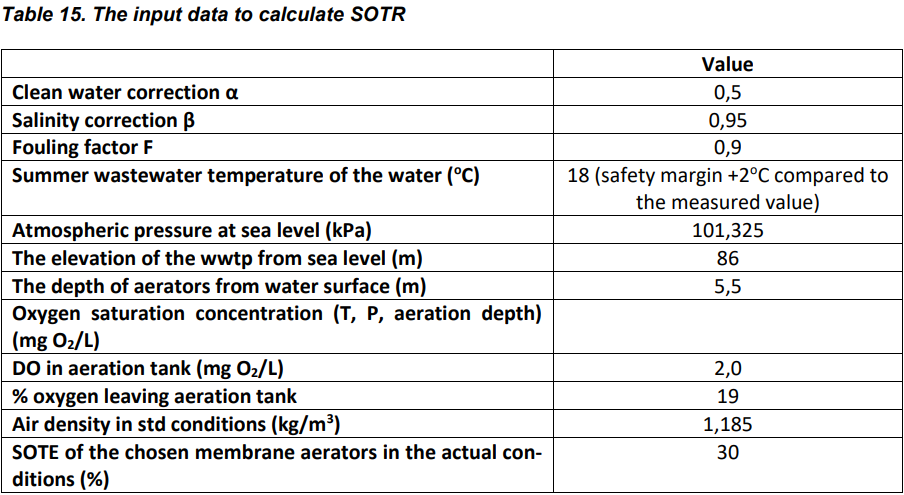 Table 15. The input data to calculate SOTR
Value
Clean water correction α 0,5
Salinity correction β 0,95
Fouling factor F 0,9
Summer wastewater temperature of the water (ºC) 18 (safety margin +2ºC compared to
the measured value)
Atmospheric pressure at sea level (kPa) 101,325
The elevation of the wwtp from sea level (m) 86
The depth of aerators from water surface (m) 5,5
Oxygen saturation concentration (T, P, aeration depth)
(mg O₂/L)
DO in aeration tank (mg O₂/L) 2,0
% oxygen leaving aeration tank 19
Air density in std conditions (kg/m³) 1,185
SOTE of the chosen membrane aerators in the actual con- 30
ditions (%)